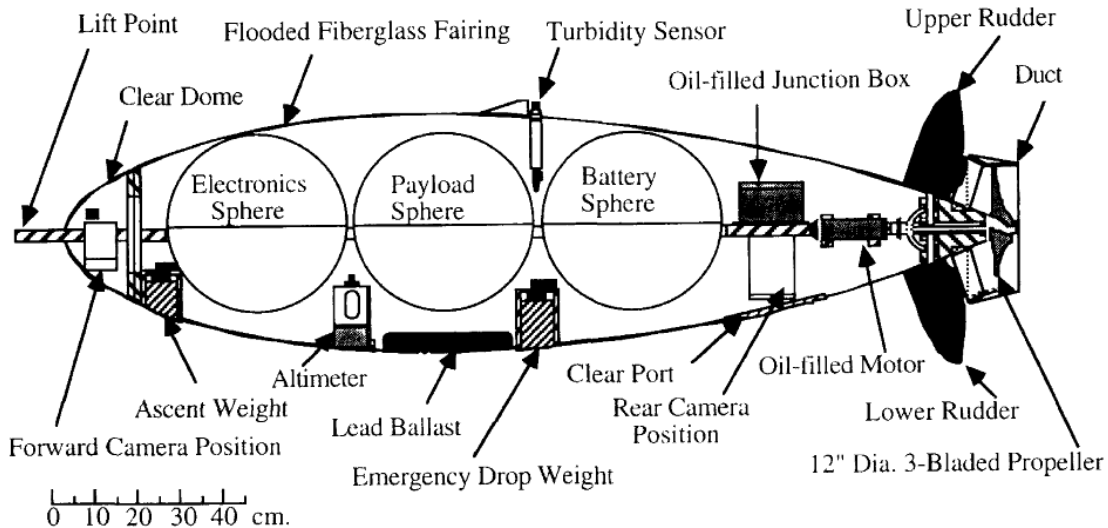 Lift Point
Flooded Fiberglass Fairing
Turbidity Sensor
Upper Rudder
Oil-filled Junction Box
Duct
Clear Dome
Electronics
Sphere
Payload
Sphere
Battery
Sphere
Altimeter
Ascent Weight
Forward Camera Position
Lead Ballast
Emergency Drop Weight
Clear Port
Rear Camera
Position
Oil-filled Motor
Lower Rudder
12" Dia. 3-Bladed Propeller
0 10 20 30 40 cm.